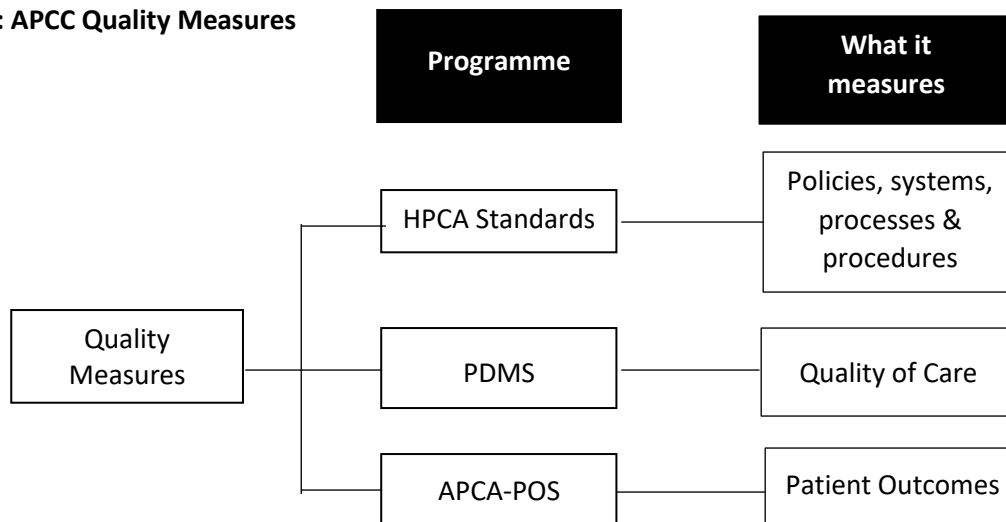 : APCC Quality Measures
Programme
What it
measures
HPCA Standards
Policies, systems,
processes &
procedures
Quality
Measures
PDMS
Quality of Care
APCA-POS
Patient Outcomes